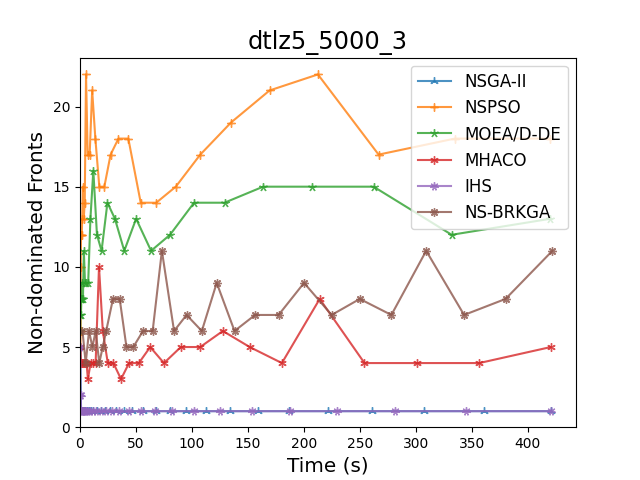 dtlz5_5000_3
NSGA-II
NSPSO
MOEA/D-DE
MHACO
IHS
NS-BRKGA
Non-dominated Fronts
20
15
10
5
0
0 50 100 150 200 250 300 350 400
Time (s)